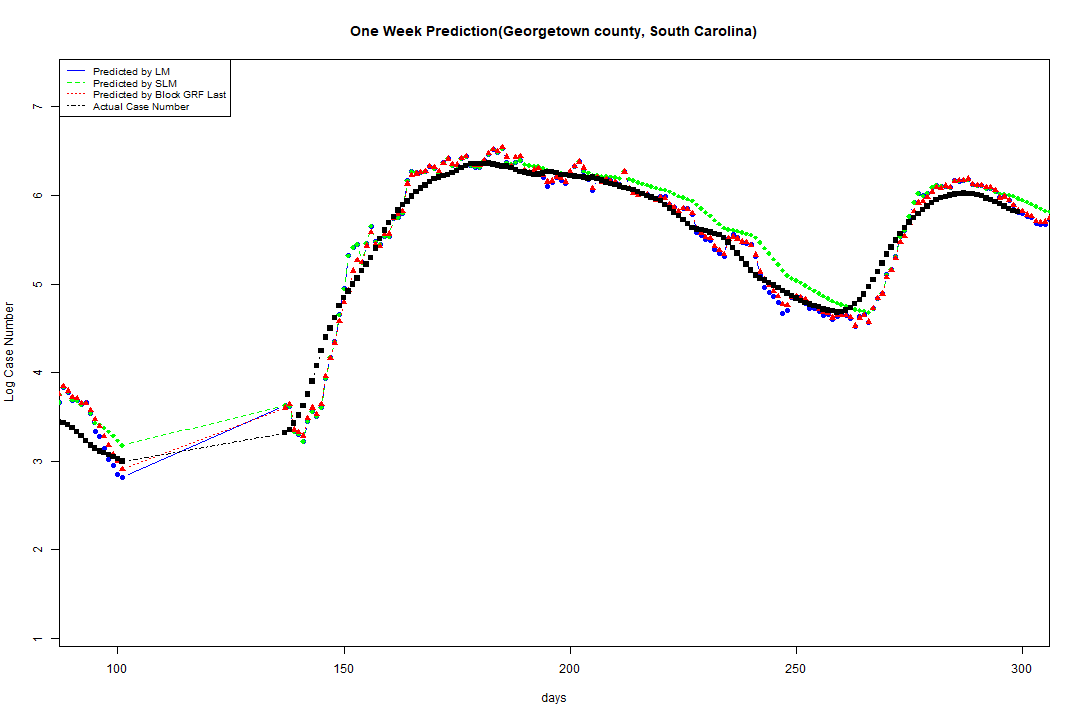 One Week Prediction(Georgetown county, South Carolina)
Predicted by LM
Predicted by SLM
Predicted by Block GRF Last
Actual Case Number
7
6
5
4
3
2
1
Log Case Number
100 150 200 250 300
days